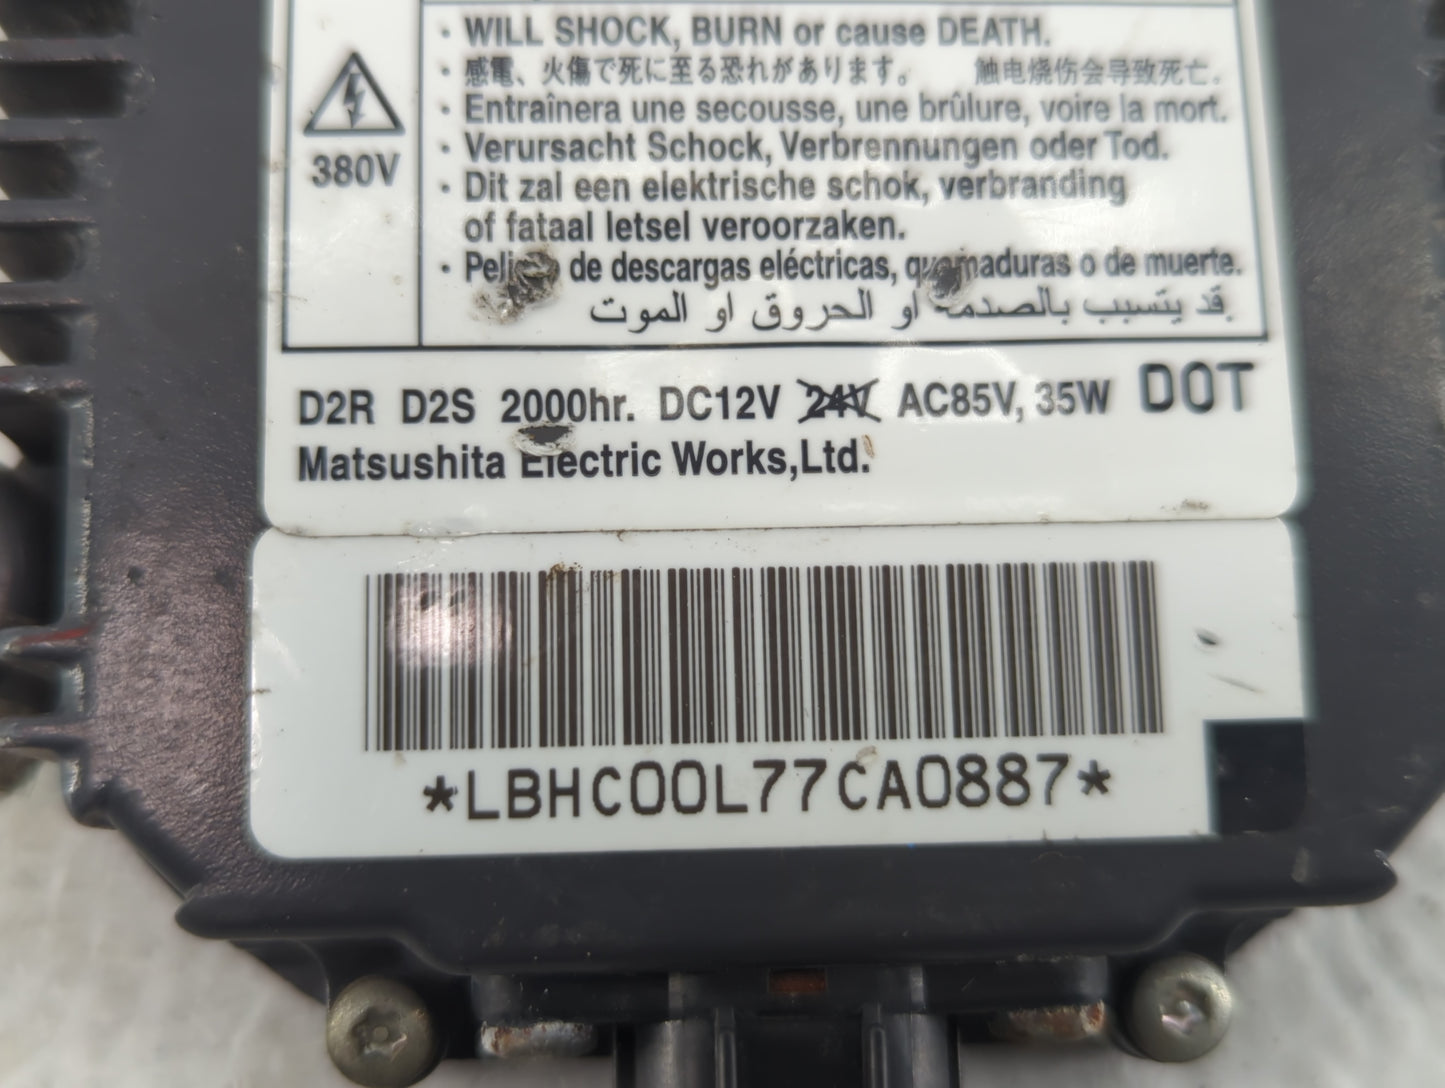 • WILL SHOCK, BURN or cause DEATH.
• 感電、火傷で死に至る恐れがあります。 触电烧伤会导致死亡.
• Entraînera une secousse, une brûlure, voire la mort.
• Verursacht Schock, Verbrennungen oder Tod.
• Dit zal een elektrische schok, verbranding
of fataal letsel veroorzaken.
• de descargas eléctricas, o de muerte.
قد يتسبب بالصدمة او الحروق او الموت.
380V
D2R D2S 2000hr. DC12V 24V AC85V, 35W DOT
Matsushita Electric Works,Ltd.
*LBHC00L77CA0887*